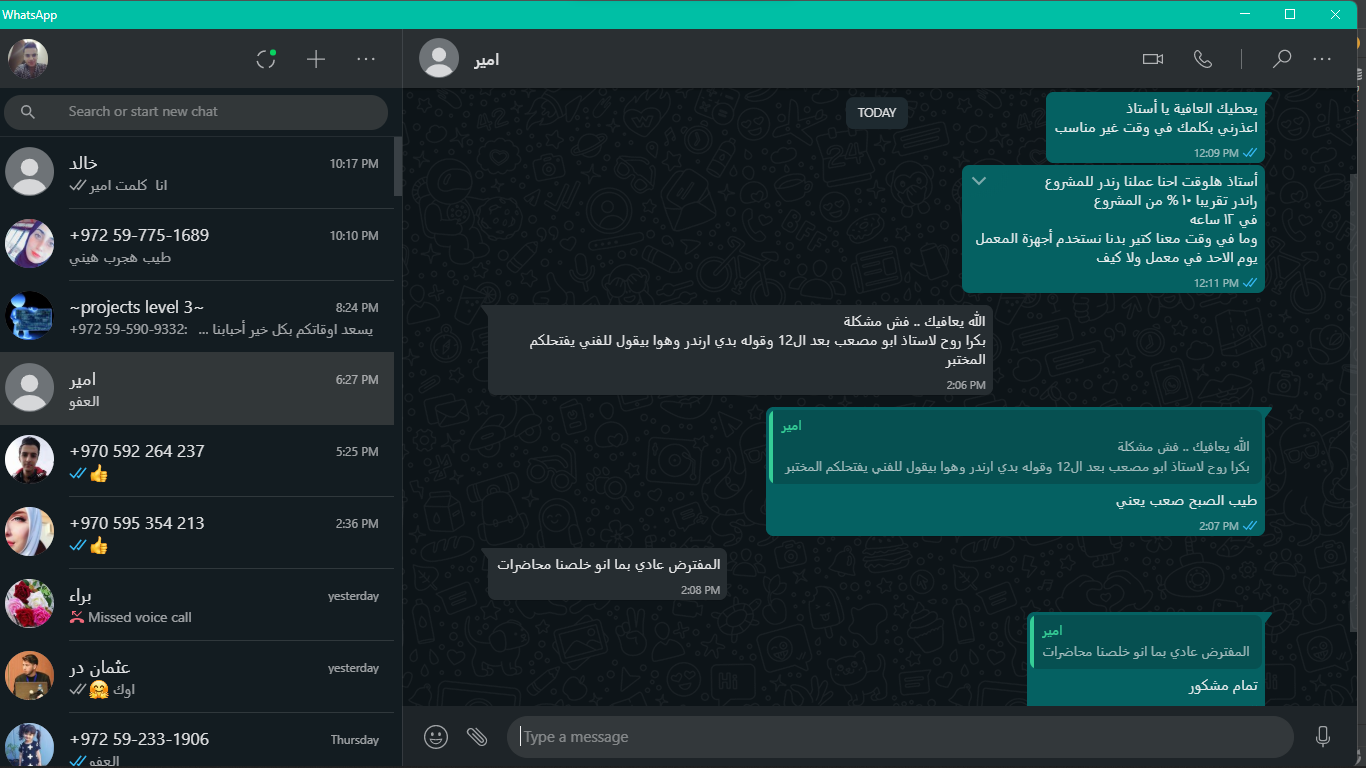 WhatsApp
Search or start new chat
خالد
10:17 PM
انا كلمت امير
+972 59-775-1689
10:10 PM
طيب هجرب هيني
~projects level 3~
8:24 PM
+972 59-590-9332: يسعد اوقاتكم بكل خير أحبابنا ...
امير
6:27 PM
العفو
+970 592 264 237
5:25 PM
👍
+970 595 354 213
2:36 PM
👍
براء
yesterday
Missed voice call
عثمان در
yesterday
اوك 🤗
+972 59-233-1906
Thursday
العفو
امير
TODAY
يعطيك العافية يا أستاذ
اعذرني بكلمك في وقت غير مناسب
12:09 PM
أستاذ هلوقت احنا عملنا رندر للمشروع
راندر تقريبا ١٠ % من المشروع
في ١٢ ساعه
وما في وقت معنا كتير بدنا نستخدم أجهزة المعمل
يوم الاحد في معمل ولا كيف
12:11 PM
الله يعافيك .. فش مشكلة
بكرا روح لاستاذ ابو مصعب بعد ال12 وقوله بدي ارندر وهوا بيقول للفني يفتحلكم
المختبر
2:06 PM
امير
الله يعافيك .. فش مشكلة
بكرا روح لاستاذ ابو مصعب بعد ال12 وقوله بدي ارندر وهوا بيقول للفني يفتحلكم المختبر
طيب الصبح صعب يعني
2:07 PM
المفترض عادي بما انو خلصنا محاضرات
2:08 PM
امير
المفترض عادي بما انو خلصنا محاضرات
تمام مشكور
Type a message